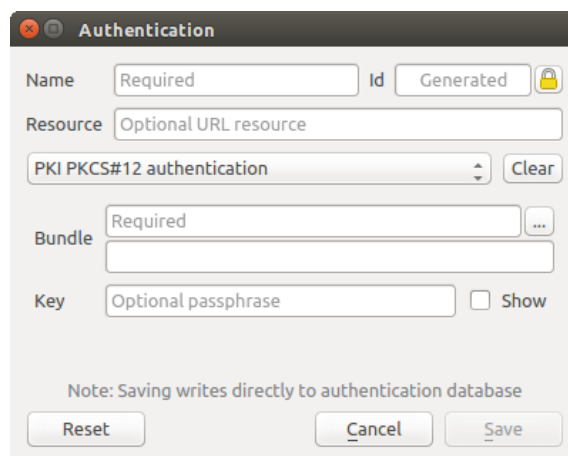 Authentication
Name Required Id Generated
Resource Optional URL resource
PKI PKCS#12 authentication Clear
Required ...
Bundle
Key Optional passphrase Show
Note: Saving writes directly to authentication database
Reset Cancel Save